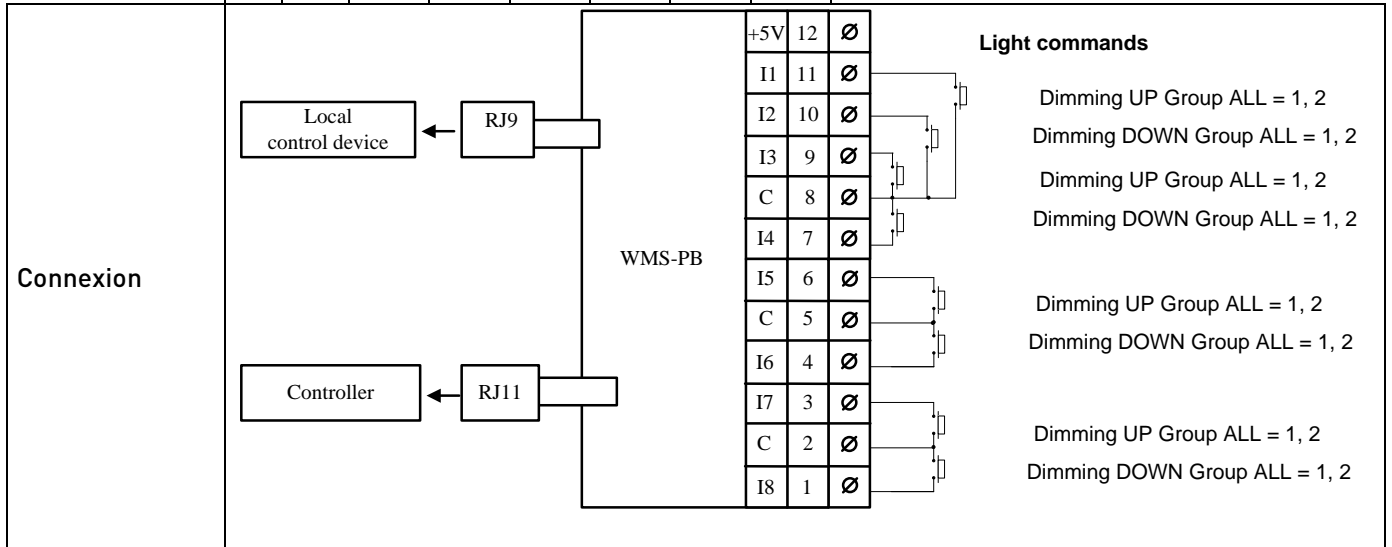 Connexion
Local
control device
RJ9
Controller
RJ11
WMS-PB
+5V 12 Ø
I1 11 Ø
I2 10 Ø
I3 9 Ø
C 8 Ø
I4 7 Ø
I5 6 Ø
C 5 Ø
I6 4 Ø
I7 3 Ø
C 2 Ø
I8 1 Ø
Light commands
Dimming UP Group ALL = 1, 2
Dimming DOWN Group ALL = 1, 2
Dimming UP Group ALL = 1, 2
Dimming DOWN Group ALL = 1, 2
Dimming UP Group ALL = 1, 2
Dimming DOWN Group ALL = 1, 2
Dimming UP Group ALL = 1, 2
Dimming DOWN Group ALL = 1, 2